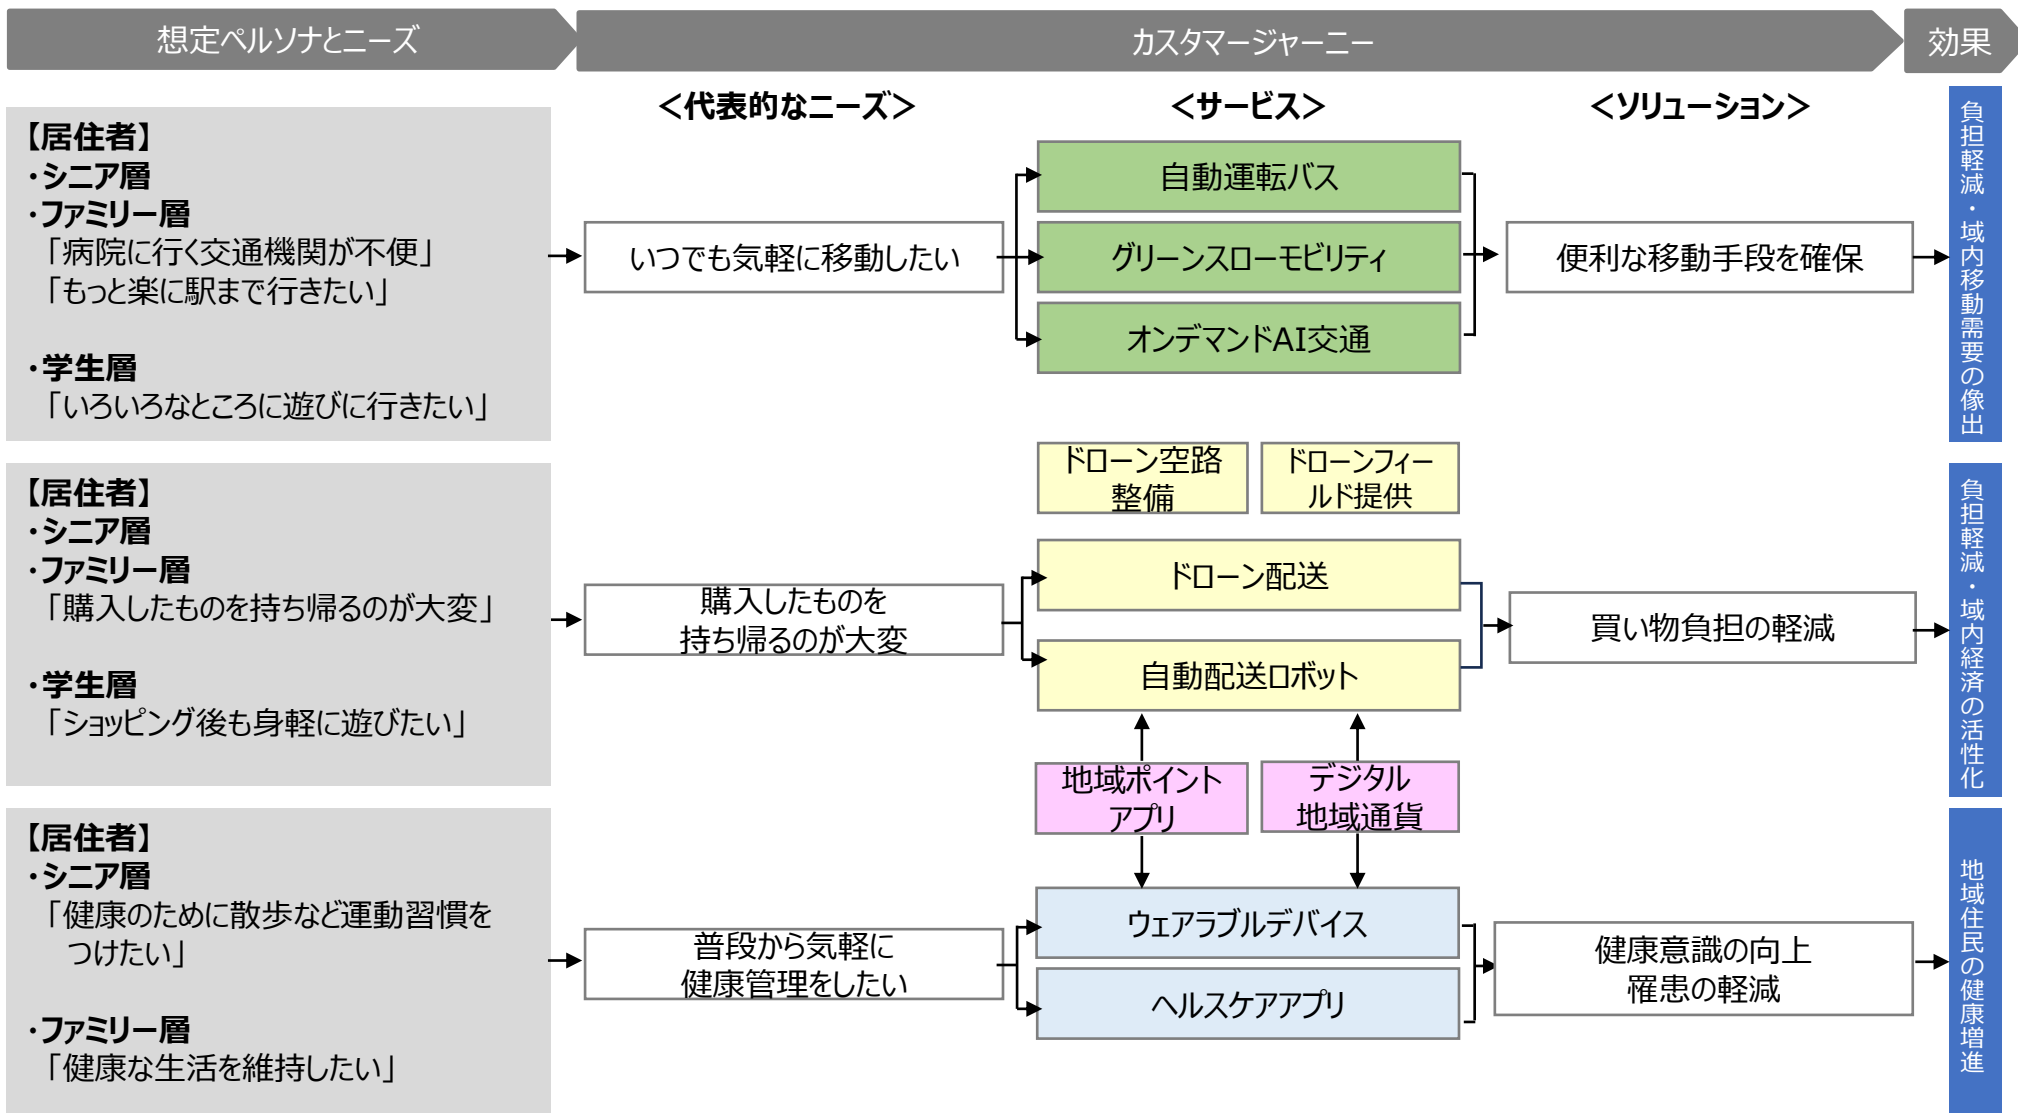 想定ペルソナとニーズ
カスタマージャーニー
効果
＜代表的なニーズ＞
＜サービス＞
＜ソリューション＞
【居住者】
・シニア層
・ファミリー層
「病院に行く交通機関が不便」
「もっと楽に駅まで行きたい」
・学生層
「いろいろなところに遊びに行きたい」
いつでも気軽に移動したい
自動運転バス
グリーンスローモビリティ
オンデマンドAI交通
便利な移動手段を確保
負担軽減・域内移動需要の像出
【居住者】
・シニア層
・ファミリー層
「購入したものを持ち帰るのが大変」
・学生層
「ショッピング後も身軽に遊びたい」
購入したものを
持ち帰るのが大変
ドローン空路
整備
ドローンフィー
ルド提供
ドローン配送
自動配送ロボット
買い物負担の軽減
負担軽減・域内経済の活性化
地域ポイント
アプリ
デジタル
地域通貨
【居住者】
・シニア層
「健康のために散歩など運動習慣を
つけたい」
・ファミリー層
「健康な生活を維持したい」
普段から気軽に
健康管理をしたい
ウェアラブルデバイス
ヘルスケアアプリ
健康意識の向上
罹患の軽減
地域住民の健康増進